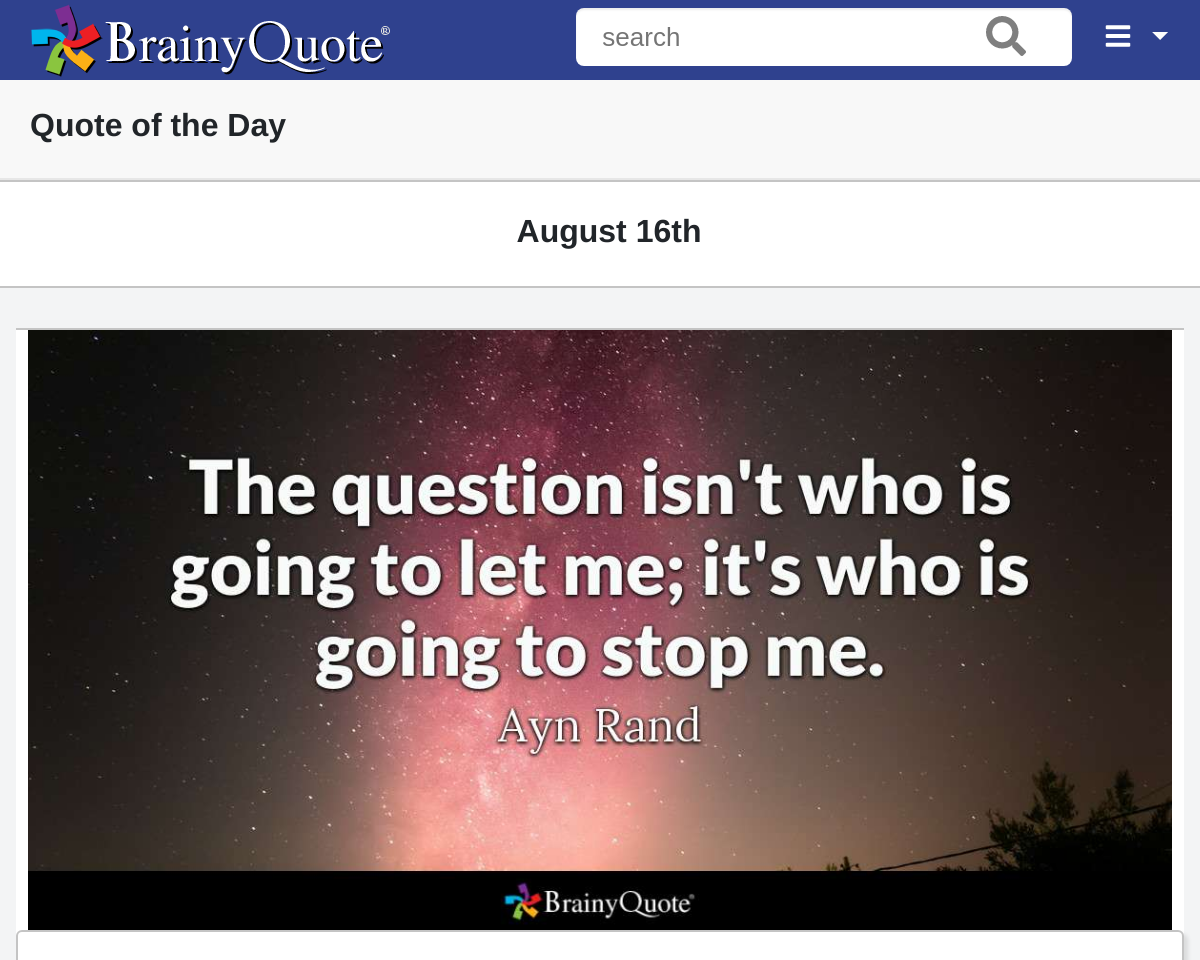 BrainyQuote®
search
Quote of the Day
August 16th
The question isn't who is
going to let me; it's who is
going to stop me.
Ayn Rand
BrainyQuote®